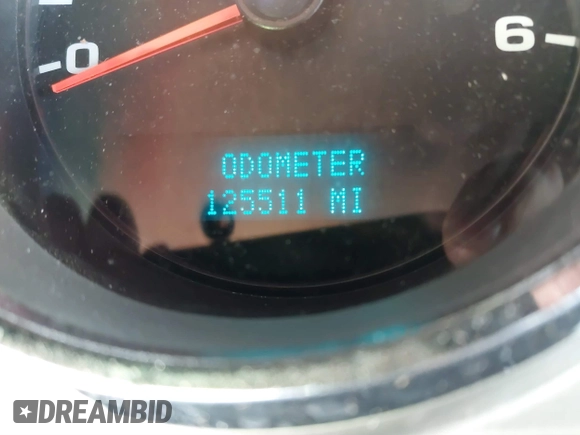 0
6
ODOMETER
125511 MI
DREAMBID